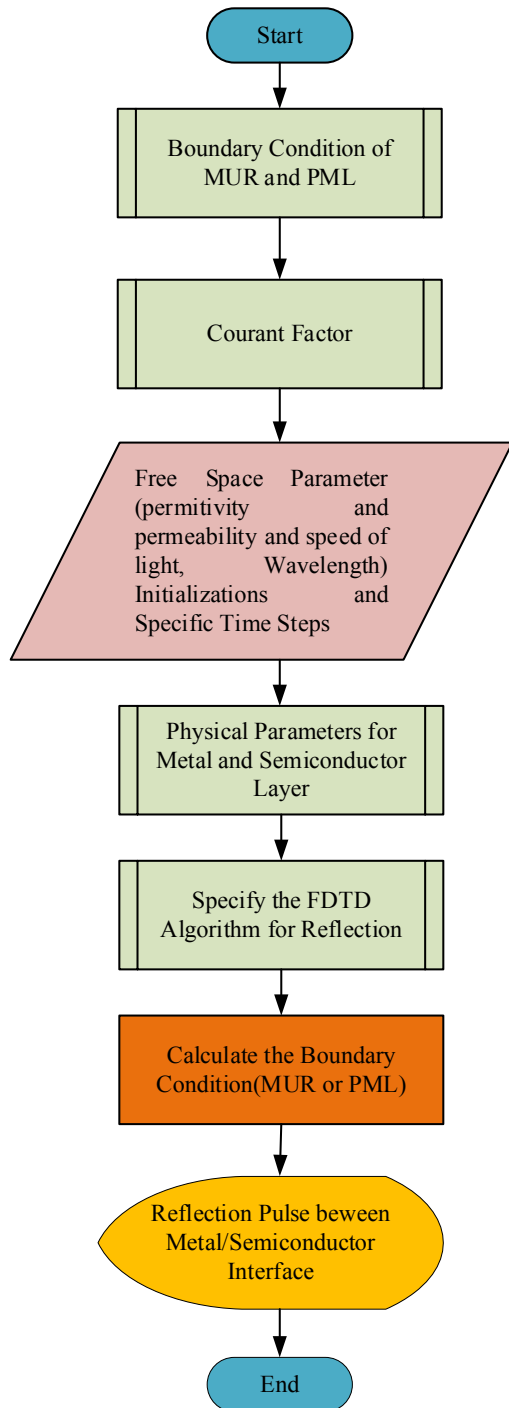 Start
Boundary Condition of
MUR and PML
Courant Factor
Free Space Parameter
(permitivity and
permeability and speed of
light, Wavelength)
Initializations and
Specific Time Steps
Physical Parameters for
Metal and Semiconductor
Layer
Specify the FDTD
Algorithm for Reflection
Calculate the Boundary
Condition(MUR or PML)
Reflection Pulse beween
Metal/Semiconductor
Interface
End